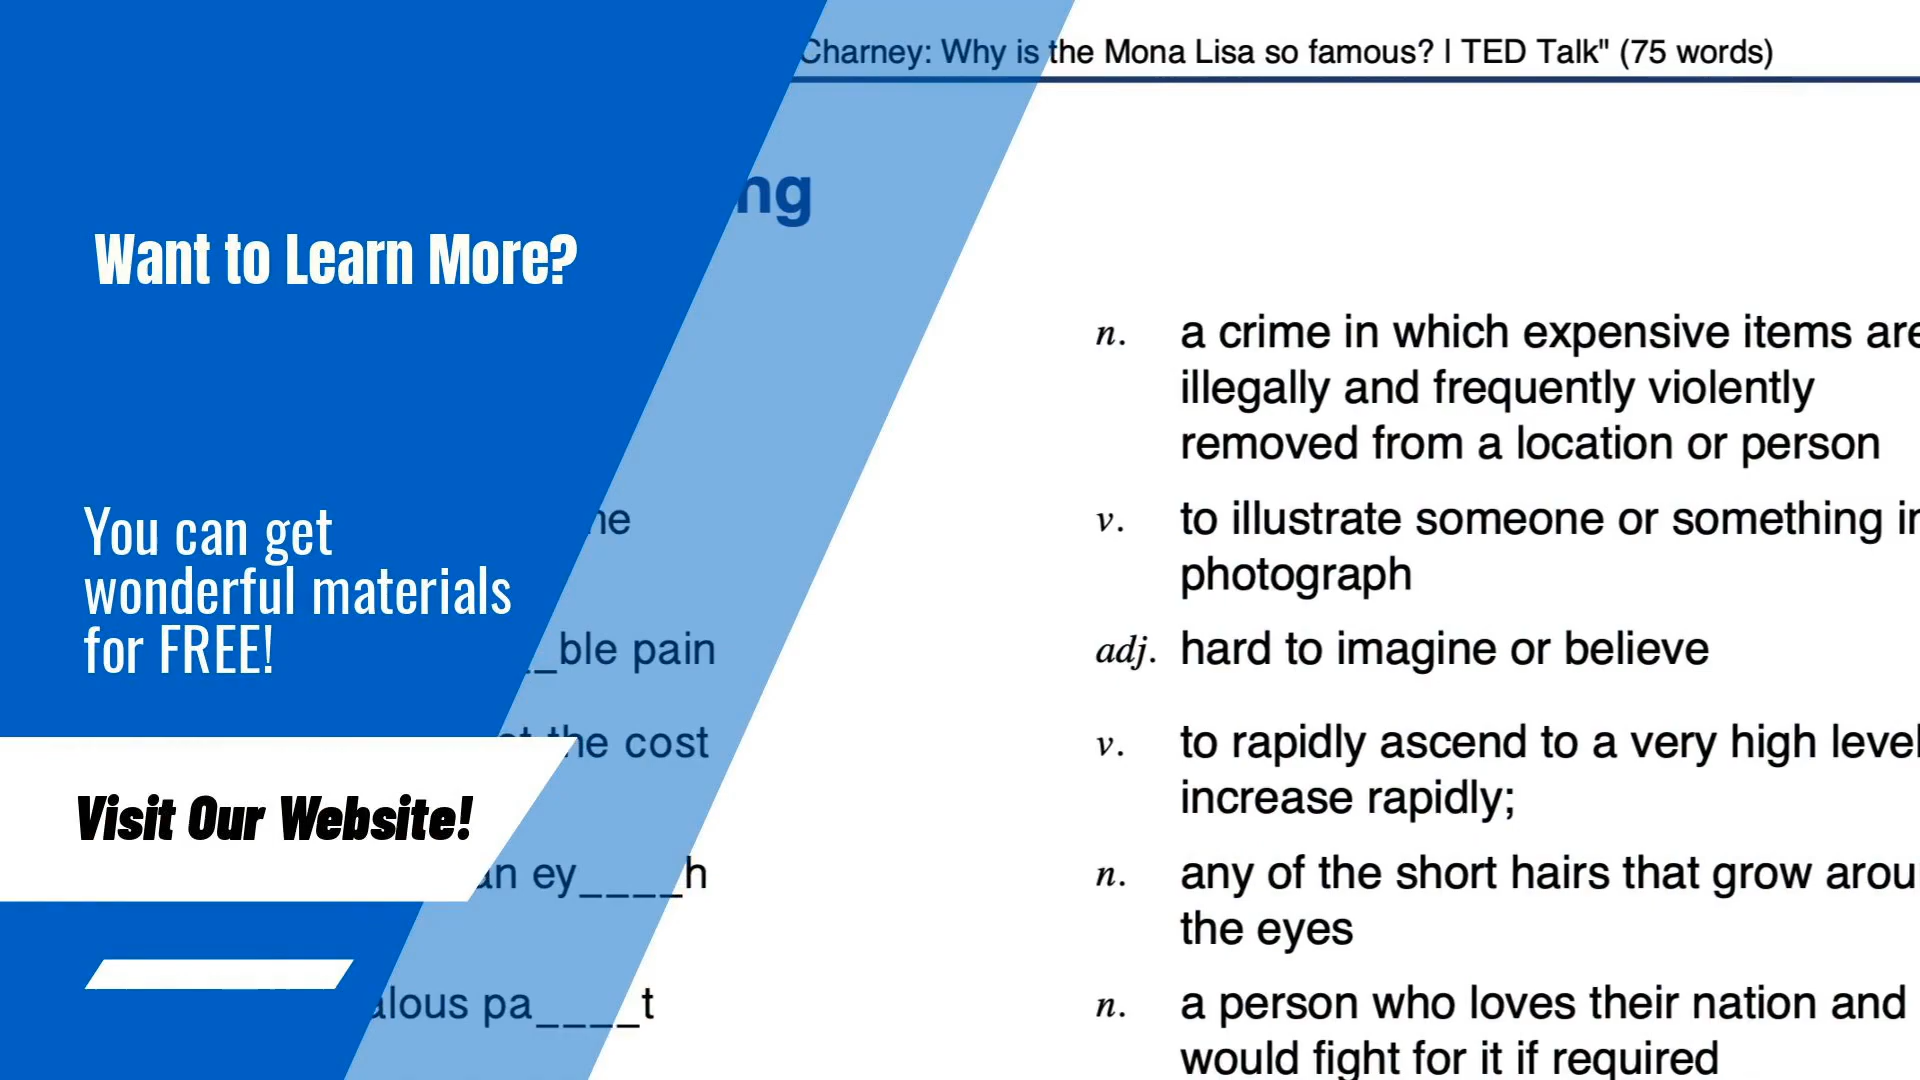 Charney: Why is the Mona Lisa so famous? | TED Talk" (75 words)
ng
Want to Learn More?
You can get
wonderful materials
for FREE!
Visit Our Website!
n. a crime in which expensive items are
illegally and frequently violently
removed from a location or person
v. to illustrate someone or something in
photograph
_ble pain adj. hard to imagine or believe
the cost v. to rapidly ascend to a very high level
increase rapidly;
an ey____h n. any of the short hairs that grow arou
the eyes
alous pa____t n. a person who loves their nation and
would fight for it if required